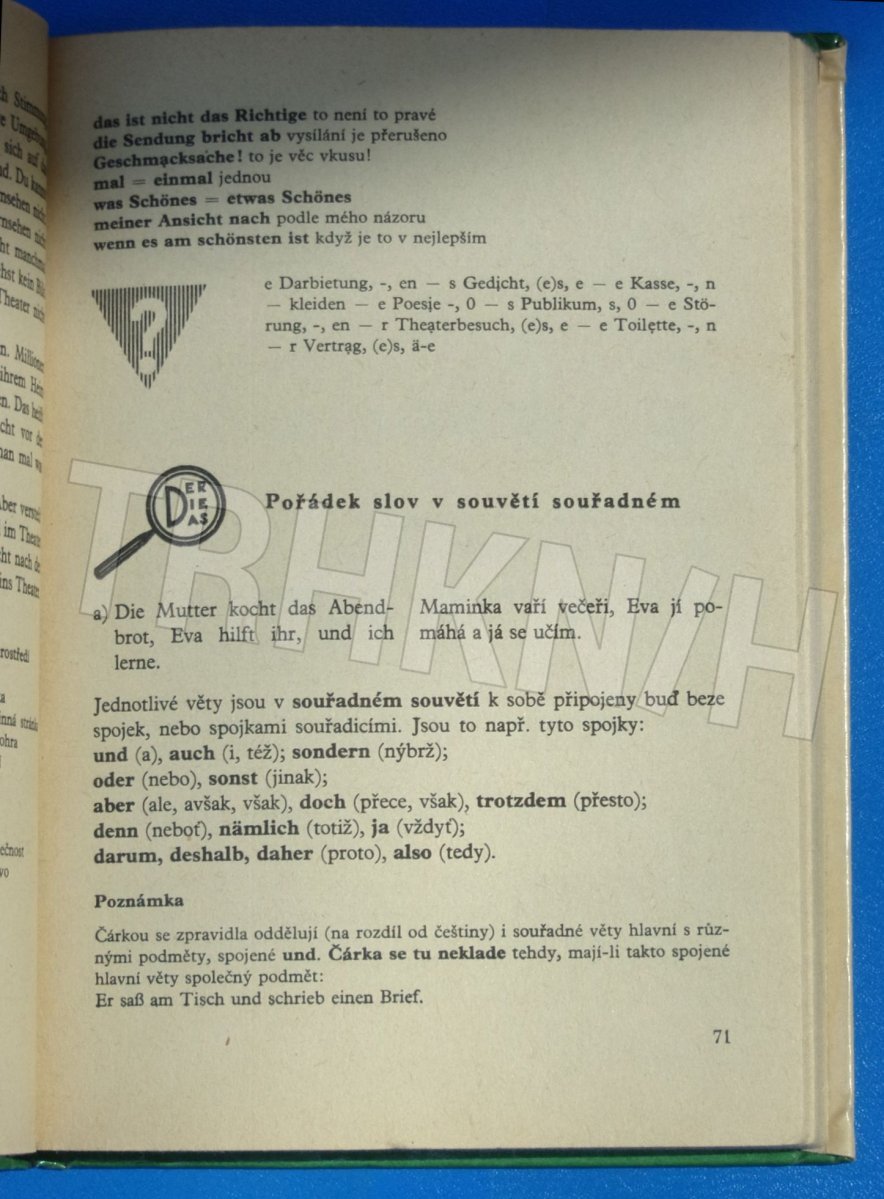 das ist nicht das Richtige to není to pravé
die Sendung bricht ab vysílání je přerušeno
Geschmacksache! to je věc vkusu!
mal = einmal jednou
was Schönes = etwas Schönes
meiner Ansicht nach podle mého názoru
wenn es am schönsten ist když je to v nejlepším
?
e Darbietung, -, en — s Gedicht, (e)s, e — e Kasse, -, n
— kleiden — e Poesie -, 0 — s Publikum, s, 0 — e Stö-
rung, -, en — r Theaterbesuch, (e)s, e — e Toilette, -, n
— r Vertrag, (e)s, ä-e
DER
DIE
DAS
Pořádek slov v souvětí souřadném
a) Die Mutter kocht das Abend-
brot, Eva hilft ihr, und ich
lerne.
Maminka vaří večeři, Eva jí po-
máhá a já se učím.
Jednotlivé věty jsou v souřadném souvětí k sobě připojeny buď beze
spojek, nebo spojkami souřadicími. Jsou to např. tyto spojky:
und (a), auch (i, též); sondern (nýbrž);
oder (nebo), sonst (jinak);
aber (ale, avšak, však), doch (přece, však), trotzdem (přesto);
denn (neboť), nämlich (totiž), ja (vždyť);
darum, deshalb, daher (proto), also (tedy).
Poznámka
Čárkou se zpravidla oddělují (na rozdíl od češtiny) i souřadné věty hlavní s růz-
nými podměty, spojené und. Čárka se tu neklade tehdy, mají-li takto spojené
hlavní věty společný podmět:
Er saß am Tisch und schrieb einen Brief.
71
TRHKNIH